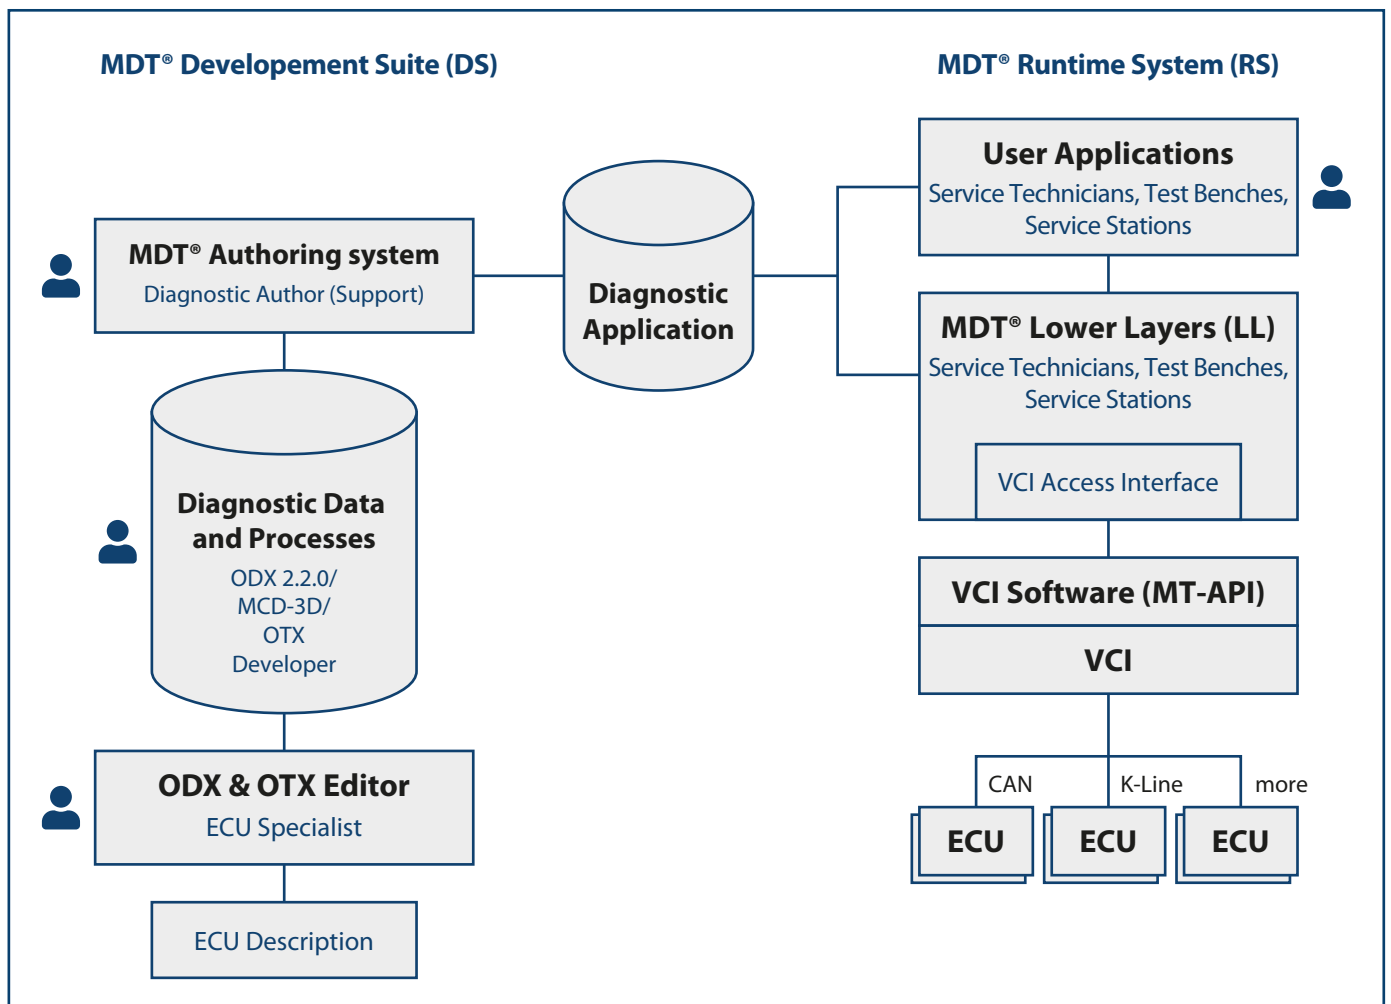 MDT® Developement Suite (DS)
MDT® Authoring system
Diagnostic Author (Support)
Diagnostic Data
and Processes
ODX 2.2.0/
MCD-3D/
OTX
Developer
ODX & OTX Editor
ECU Specialist
ECU Description
Diagnostic
Application
MDT® Runtime System (RS)
User Applications
Service Technicians, Test Benches,
Service Stations
MDT® Lower Layers (LL)
Service Technicians, Test Benches,
Service Stations
VCI Access Interface
VCI Software (MT-API)
VCI
CAN
K-Line
more
ECU
ECU
ECU